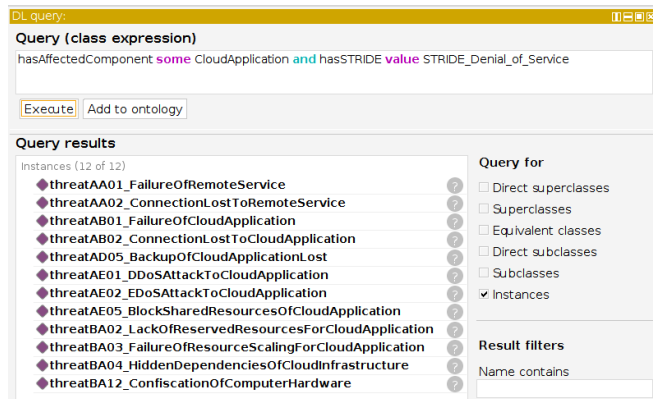 DL query:
Query (class expression)
hasAffectedComponent some CloudApplication and hasSTRIDE value STRIDE_Denial_of_Service
Execute Add to ontology
Query results
Instances (12 of 12)
threatAA01_FailureOfRemoteService
threatAA02_ConnectionLostToRemoteService
threatAB01_FailureOfCloudApplication
threatAB02_ConnectionLostToCloudApplication
threatAD05_BackupOfCloudApplicationLost
threatAE01_DDoSAttackToCloudApplication
threatAE02_EDoSAttackToCloudApplication
threatAE05_BlockSharedResourcesOfCloudApplication
threatBA02_LackOfReservedResourcesForCloudApplication
threatBA03_FailureOfResourceScalingForCloudApplication
threatBA04_HiddenDependenciesOfCloudInfrastructure
threatBA12_ConfiscationOfComputerHardware
Query for
Direct superclasses
Superclasses
Equivalent classes
Direct subclasses
Subclasses
Instances
Result filters
Name contains